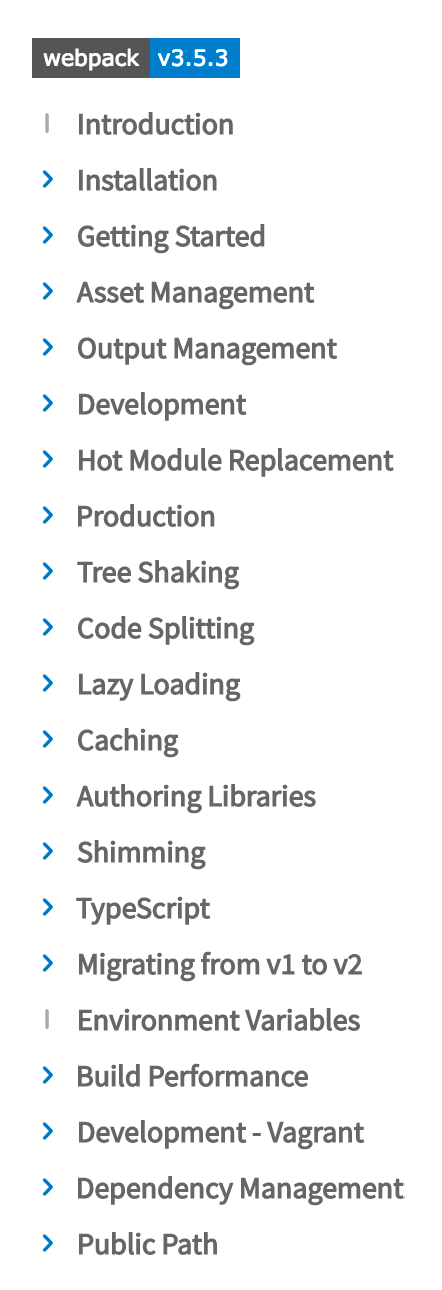 webpack v3.5.3
Introduction
Installation
Getting Started
Asset Management
Output Management
Development
Hot Module Replacement
Production
Tree Shaking
Code Splitting
Lazy Loading
Caching
Authoring Libraries
Shimming
TypeScript
Migrating from v1 to v2
Environment Variables
Build Performance
Development - Vagrant
Dependency Management
Public Path